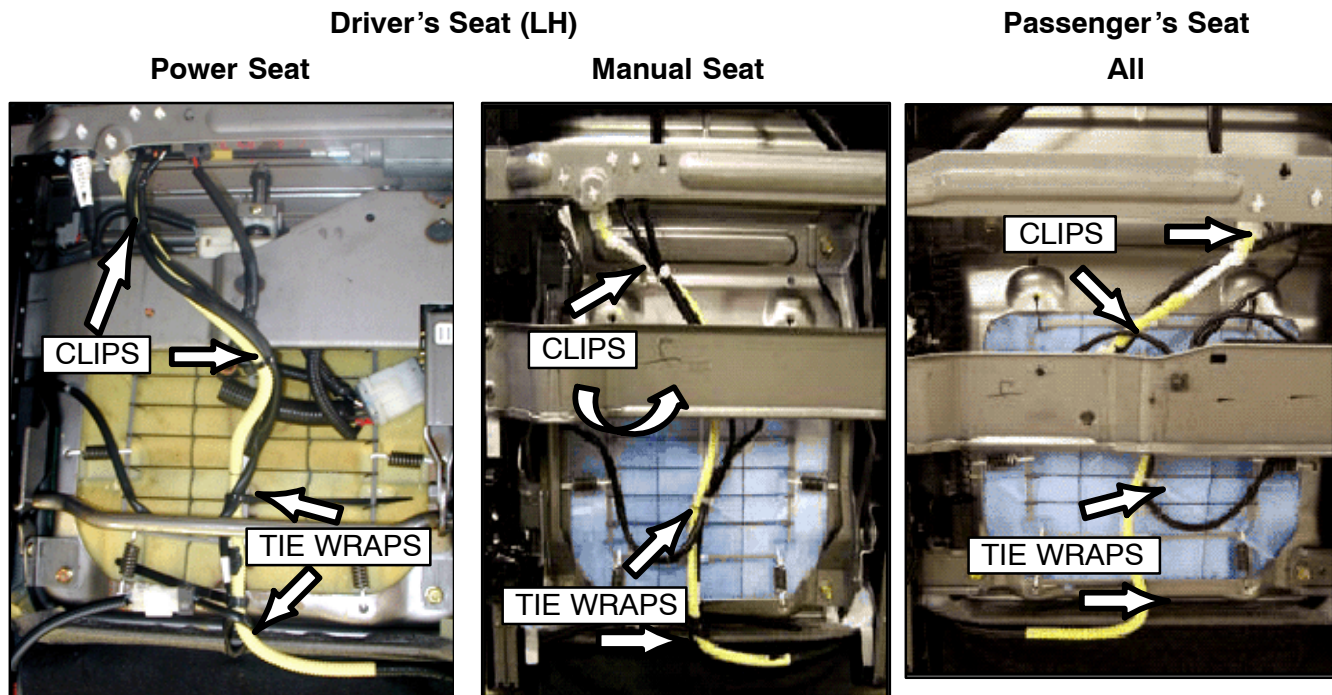 Driver’s Seat (LH)
Passenger’s Seat
Power Seat
Manual Seat
All
CLIPS
TIE WRAPS
CLIPS
TIE WRAPS
CLIPS
TIE WRAPS